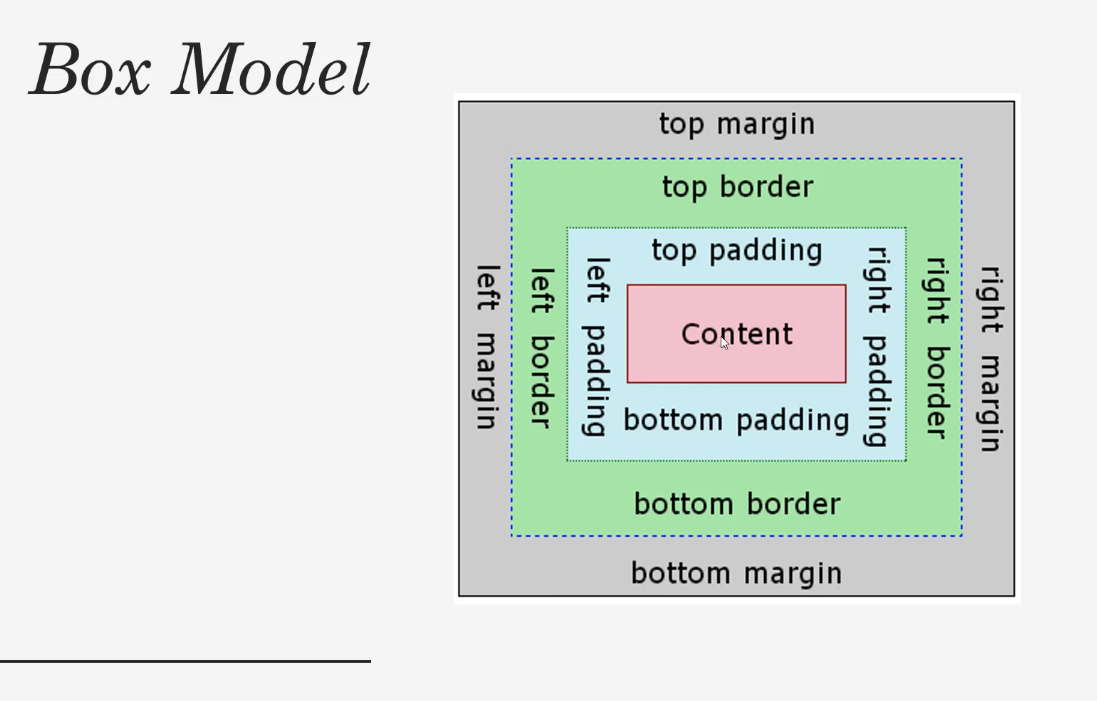 Box Model
top margin
top border
top padding
left margin
left border
left padding
Content
right padding
right border
right margin
bottom padding
bottom border
bottom margin